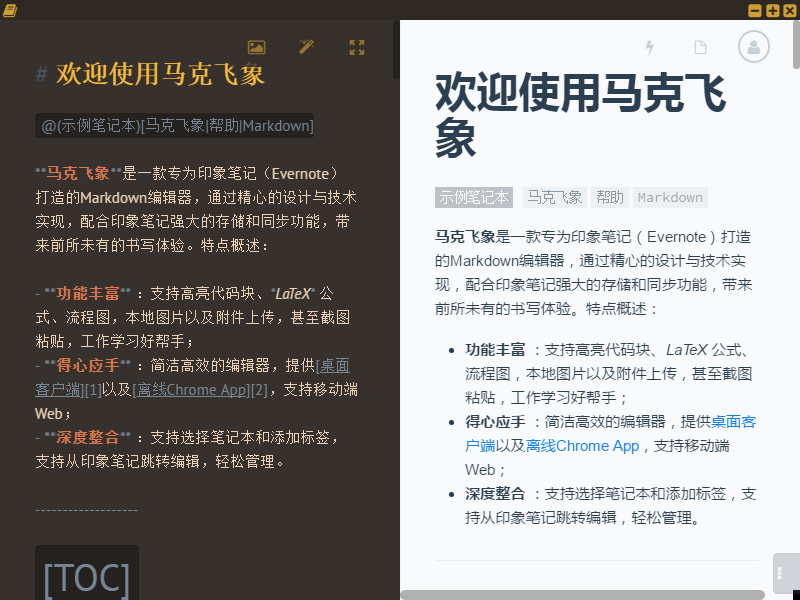 # 欢迎使用马克飞象
@(示例笔记本)[马克飞象|帮助|Markdown]
**马克飞象**是一款专为印象笔记（Evernote）
打造的Markdown编辑器，通过精心的设计与技术
实现，配合印象笔记强大的存储和同步功能，带
来前所未有的书写体验。特点概述：
- **功能丰富** ：支持高亮代码块、*LaTeX* 公
式、流程图，本地图片以及附件上传，甚至截图
粘贴，工作学习好帮手；
- **得心应手** ：简洁高效的编辑器，提供[桌面
客户端][1]以及[离线Chrome App][2]，支持移动端
Web；
- **深度整合** ：支持选择笔记本和添加标签，
支持从印象笔记跳转编辑，轻松管理。
-------------------
[TOC]
欢迎使用马克飞
象
示例笔记本 马克飞象 帮助 Markdown
马克飞象是一款专为印象笔记（Evernote）打造
的Markdown编辑器，通过精心的设计与技术实
现，配合印象笔记强大的存储和同步功能，带来
前所未有的书写体验。特点概述：
• 功能丰富 ：支持高亮代码块、LaTeX 公式、
流程图，本地图片以及附件上传，甚至截图
粘贴，工作学习好帮手；
• 得心应手 ：简洁高效的编辑器，提供桌面客
户端以及离线Chrome App，支持移动端
Web；
• 深度整合 ：支持选择笔记本和添加标签，支
持从印象笔记跳转编辑，轻松管理。